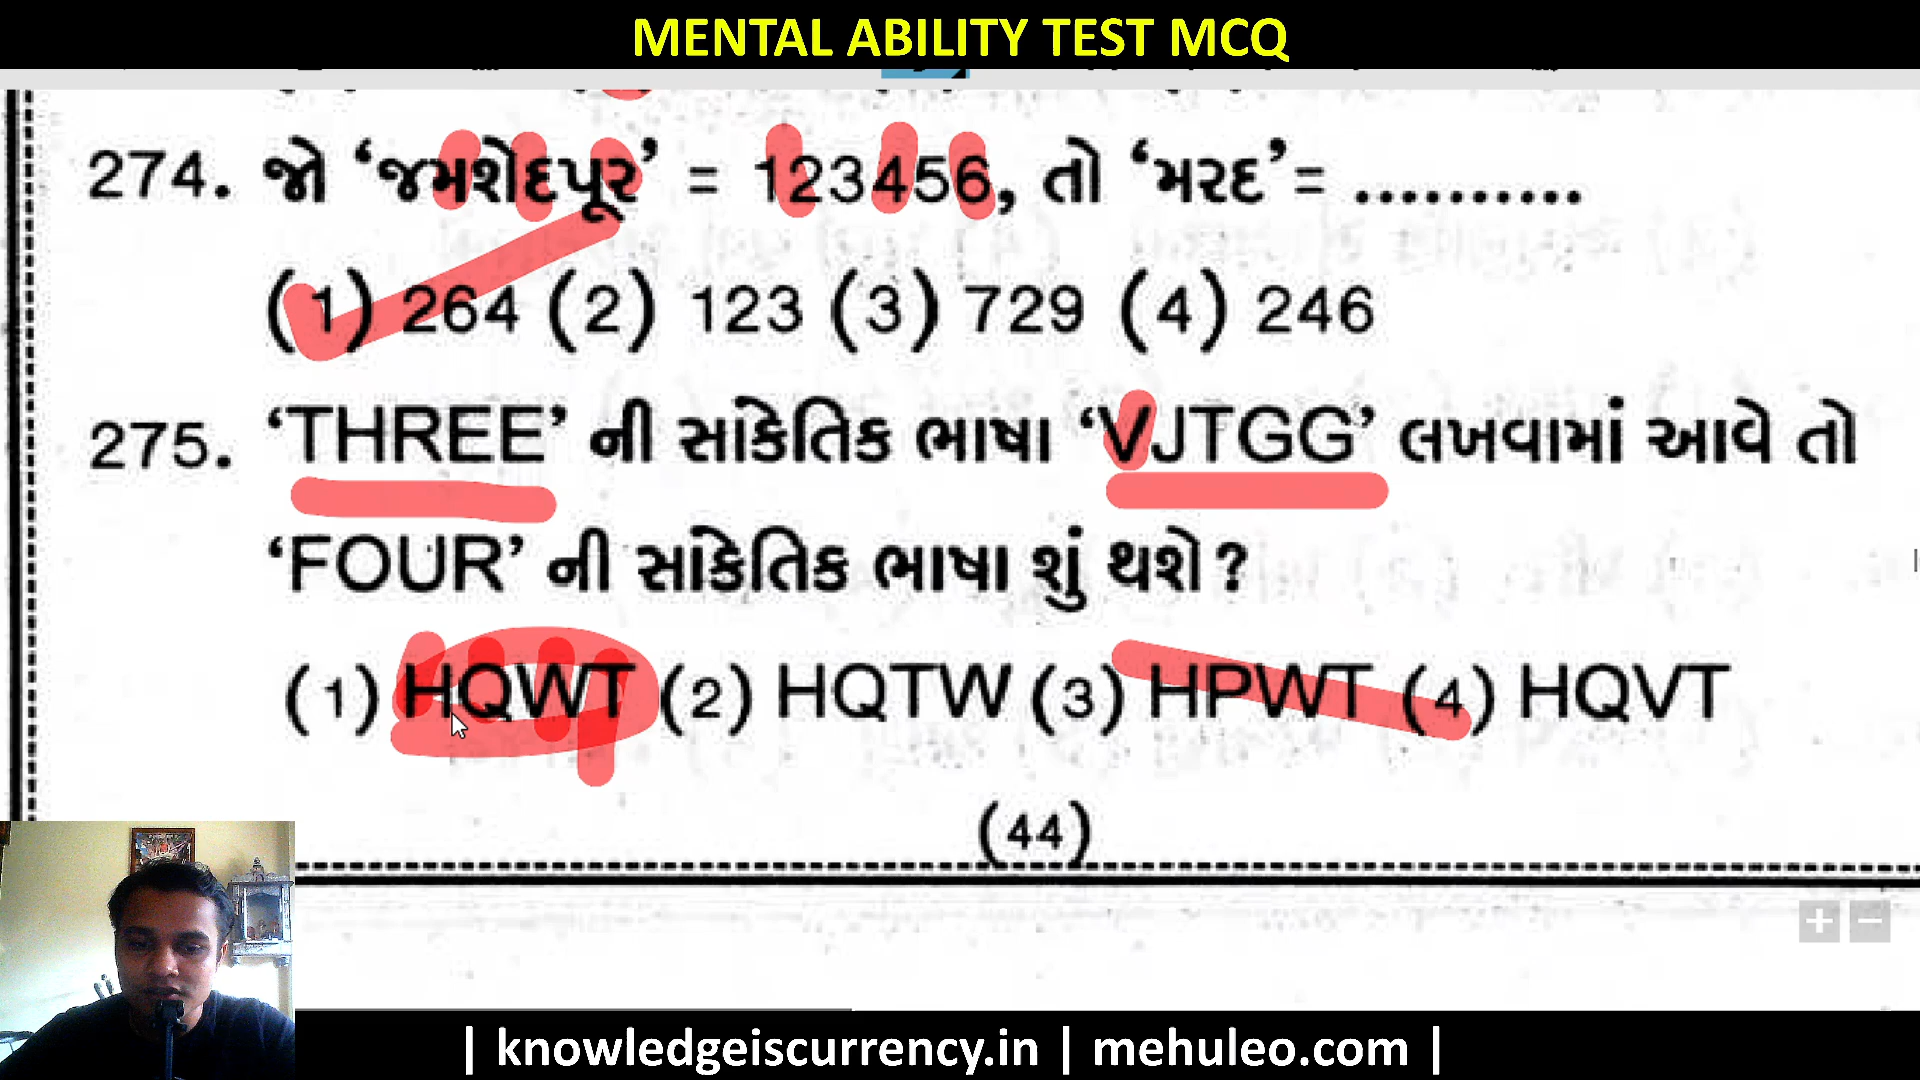 MENTAL ABILITY TEST MCQ
274. જો ‘જમશેદપૂર’ = 123456, તો ‘મરદ’= ..........
(1) 264 (2) 123 (3) 729 (4) 246
275. ‘THREE’ ની સાંકેતિક ભાષા ‘VJTGG’ લખવામાં આવે તો
‘FOUR’ ની સાંકેતિક ભાષા શું થશે?
(1) HQWT (2) HQTW (3) HPWT (4) HQVT
(44)
| knowledgeiscurrency.in | mehuleo.com |